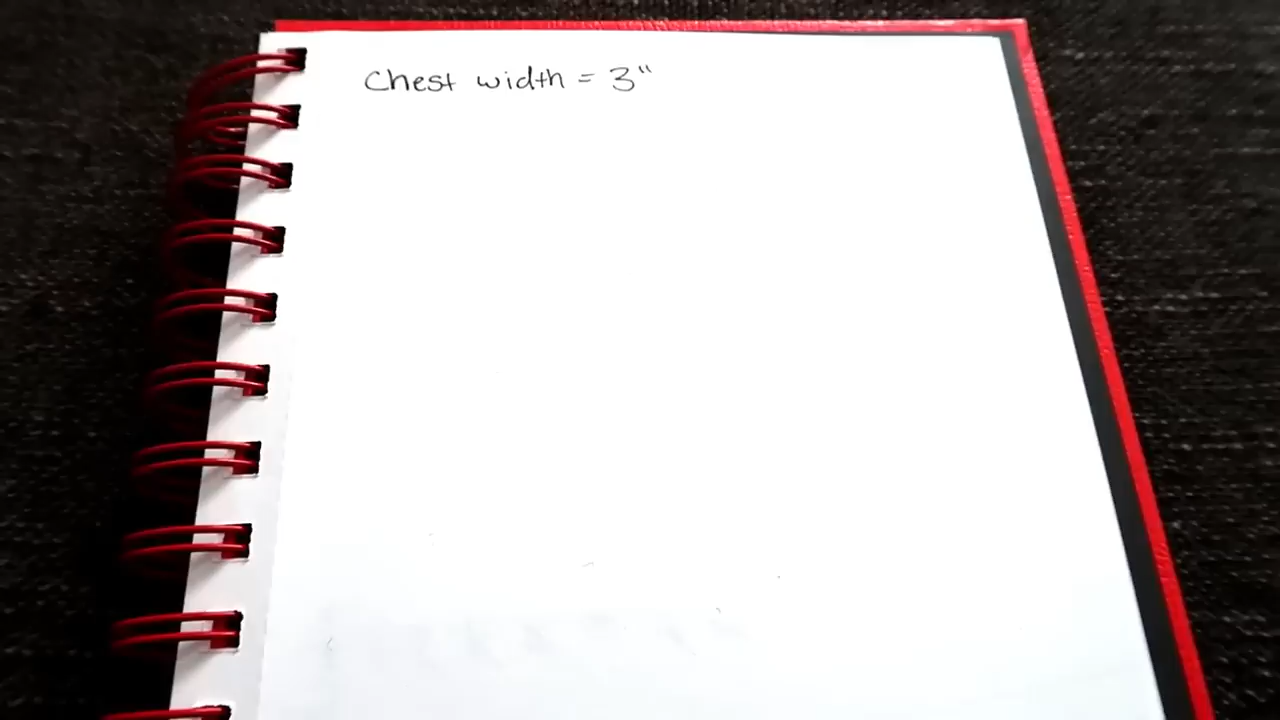 Chest width = 3"